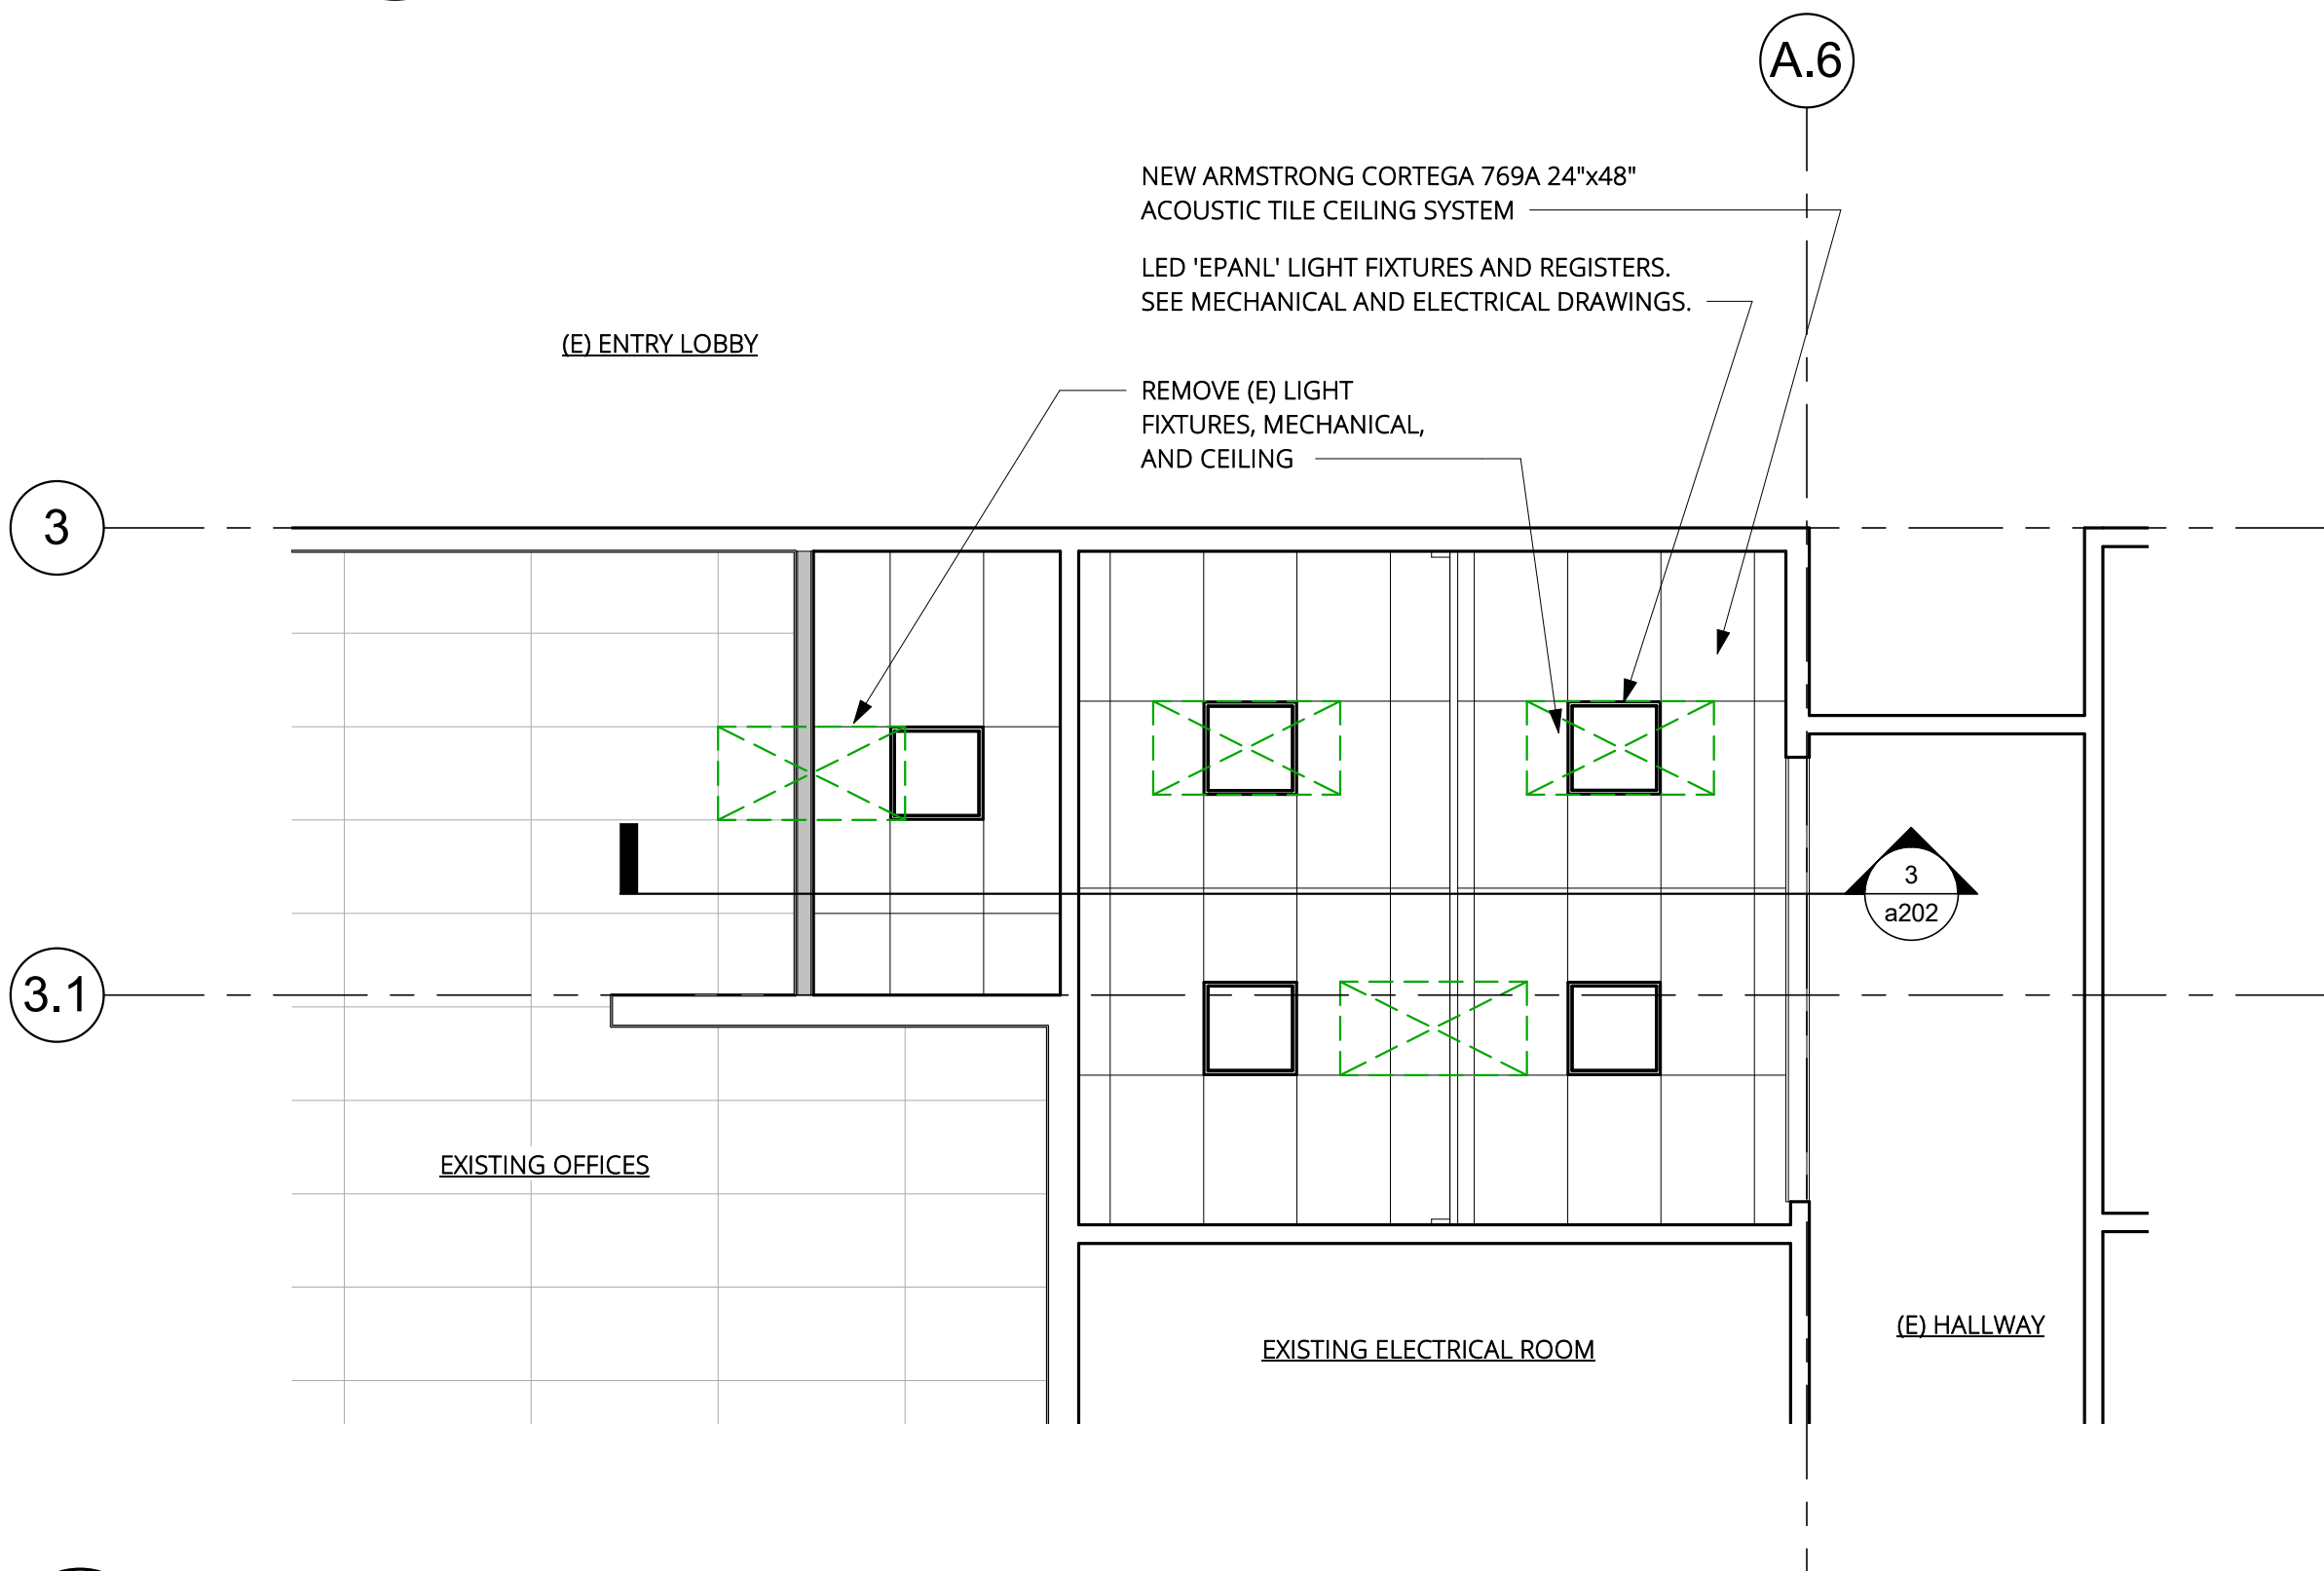 A.6
NEW ARMSTRONG CORTEGA 769A 24"x48"
ACOUSTIC TILE CEILING SYSTEM
LED 'EPANL' LIGHT FIXTURES AND REGISTERS.
SEE MECHANICAL AND ELECTRICAL DRAWINGS.
(E) ENTRY LOBBY
REMOVE (E) LIGHT
FIXTURES, MECHANICAL,
AND CEILING
3
3
a202
3.1
EXISTING OFFICES
(E) HALLWAY
EXISTING ELECTRICAL ROOM